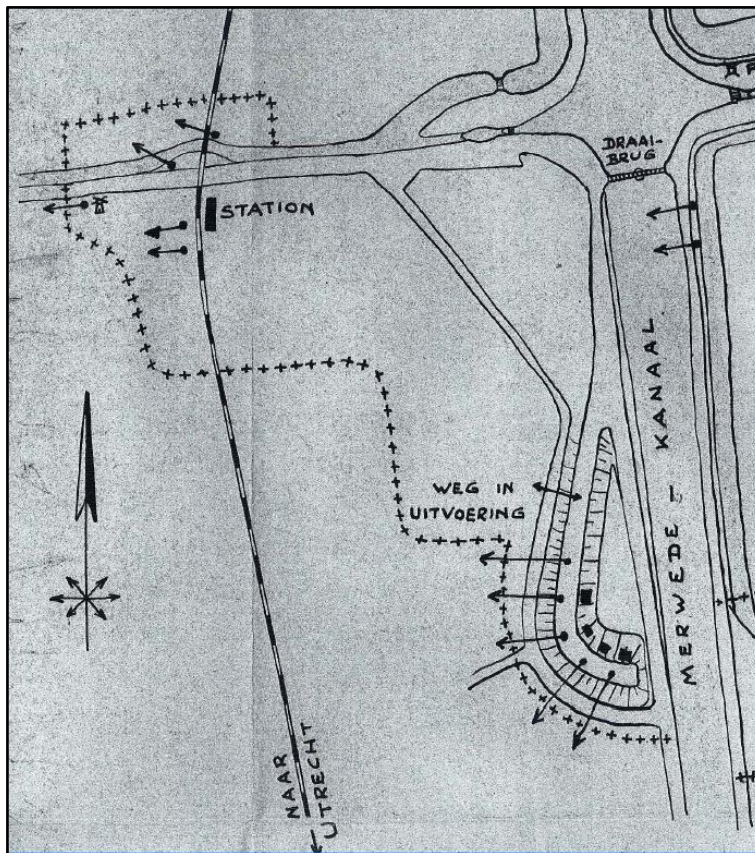 DRAAI-
BRUG
STATION
MERWEDE - KANAAL
WEG IN
UITVOERING
NAAR
UTRECHT